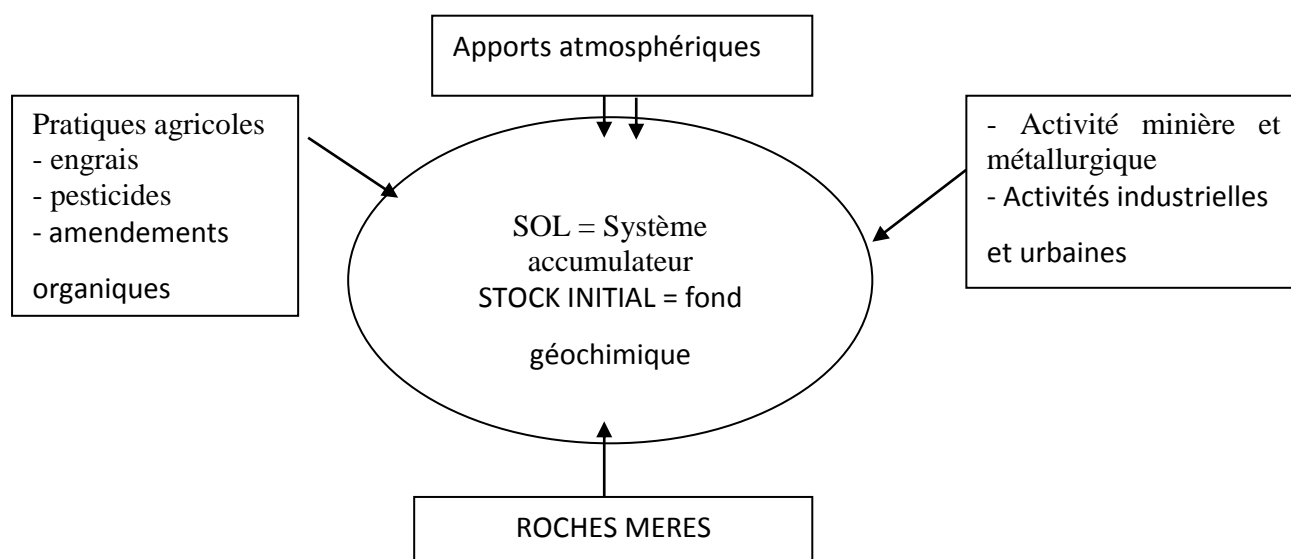 Apports atmosphériques
Pratiques agricoles
- engrais
- pesticides
- amendements
organiques
- Activité minière et
métallurgique
- Activités industrielles
et urbaines
SOL = Système
accumulateur
STOCK INITIAL = fond
géochimique
ROCHES MERES